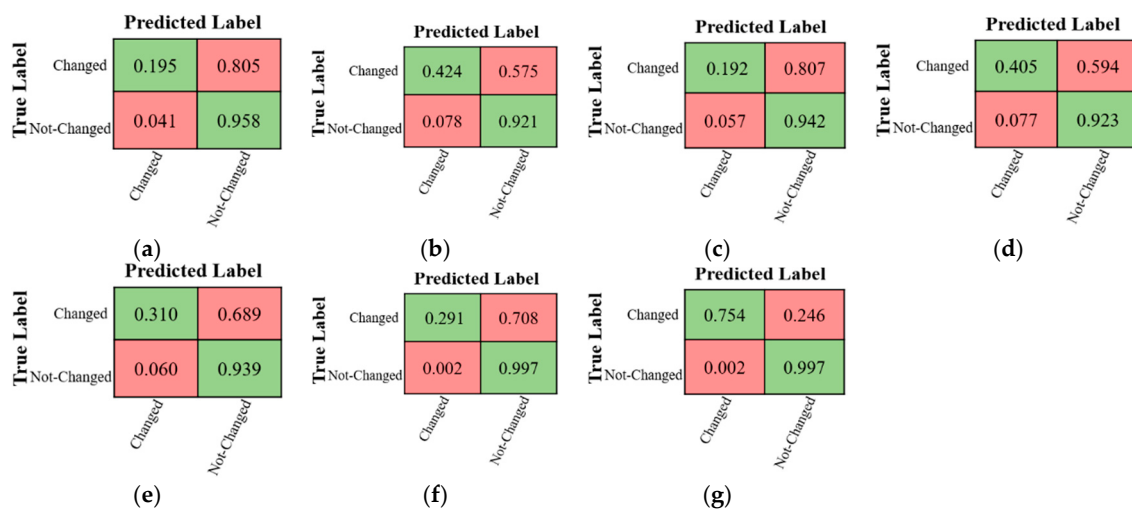 Predicted Label
True Label
Changed 0.195 0.805
Not-Changed 0.041 0.958
Changed Not-Changed
(a)
Predicted Label
True Label
Changed 0.424 0.575
Not-Changed 0.078 0.921
Changed Not-Changed
(b)
Predicted Label
True Label
Changed 0.192 0.807
Not-Changed 0.057 0.942
Changed Not-Changed
(c)
Predicted Label
True Label
Changed 0.405 0.594
Not-Changed 0.077 0.923
Changed Not-Changed
(d)
Predicted Label
True Label
Changed 0.310 0.689
Not-Changed 0.060 0.939
Changed Not-Changed
(e)
Predicted Label
True Label
Changed 0.291 0.708
Not-Changed 0.002 0.997
Changed Not-Changed
(f)
Predicted Label
True Label
Changed 0.754 0.246
Not-Changed 0.002 0.997
Changed Not-Changed
(g)